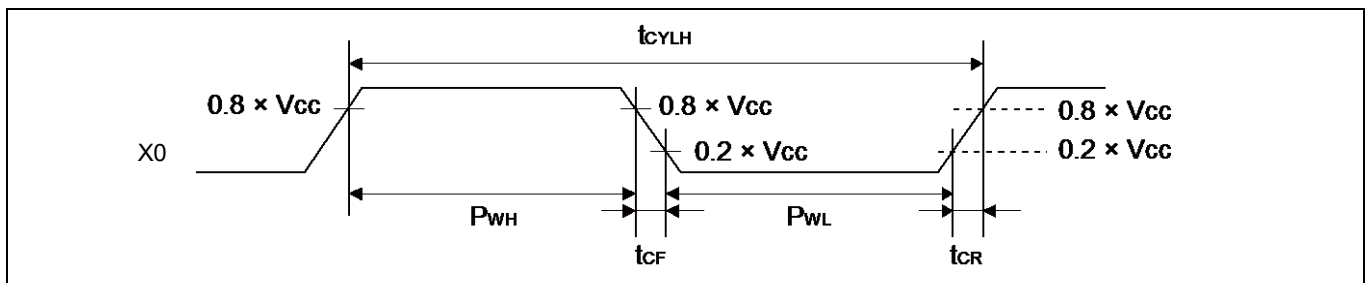 tCYLH
0.8 × Vcc
0.8 × Vcc
0.8 × Vcc
X0
0.2 × Vcc
0.2 × Vcc
PWH
PWL
tCF
tCR